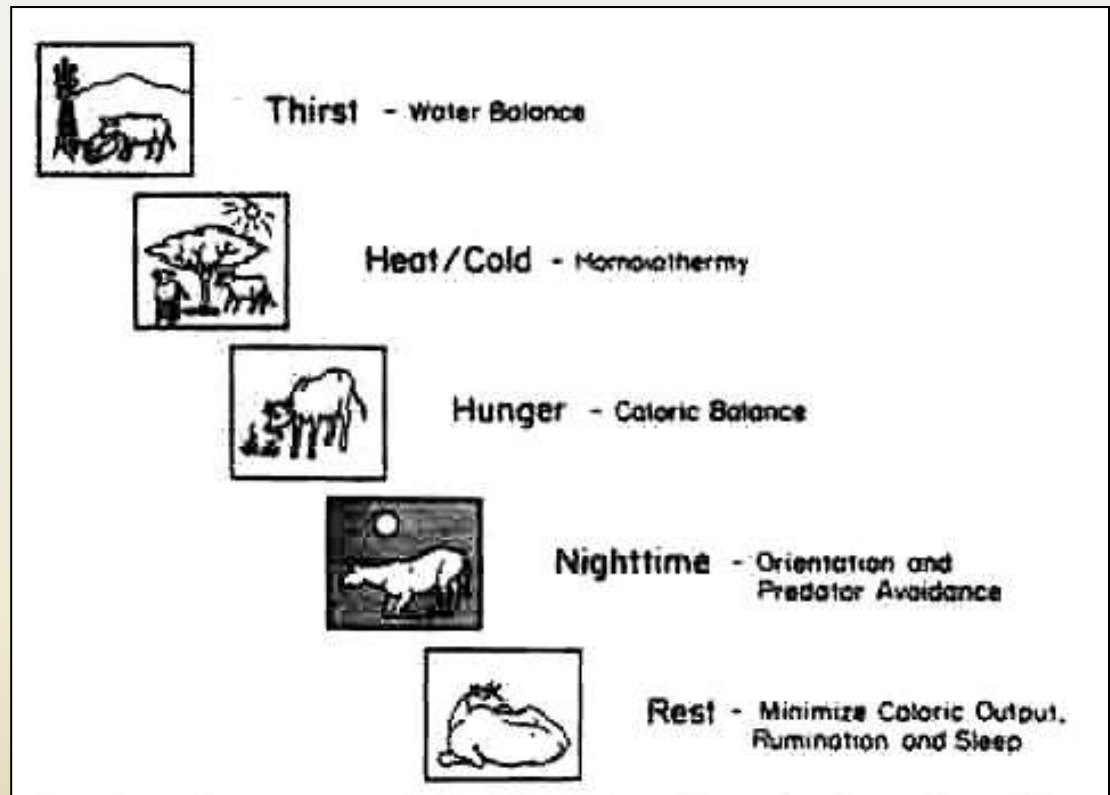 Thirst - Water Balance
Heat/Cold - Homoiothermy
Hunger - Caloric Balance
Nighttime - Orientation and
Predator Avoidance
Rest - Minimize Caloric Output,
Rumination and Sleep